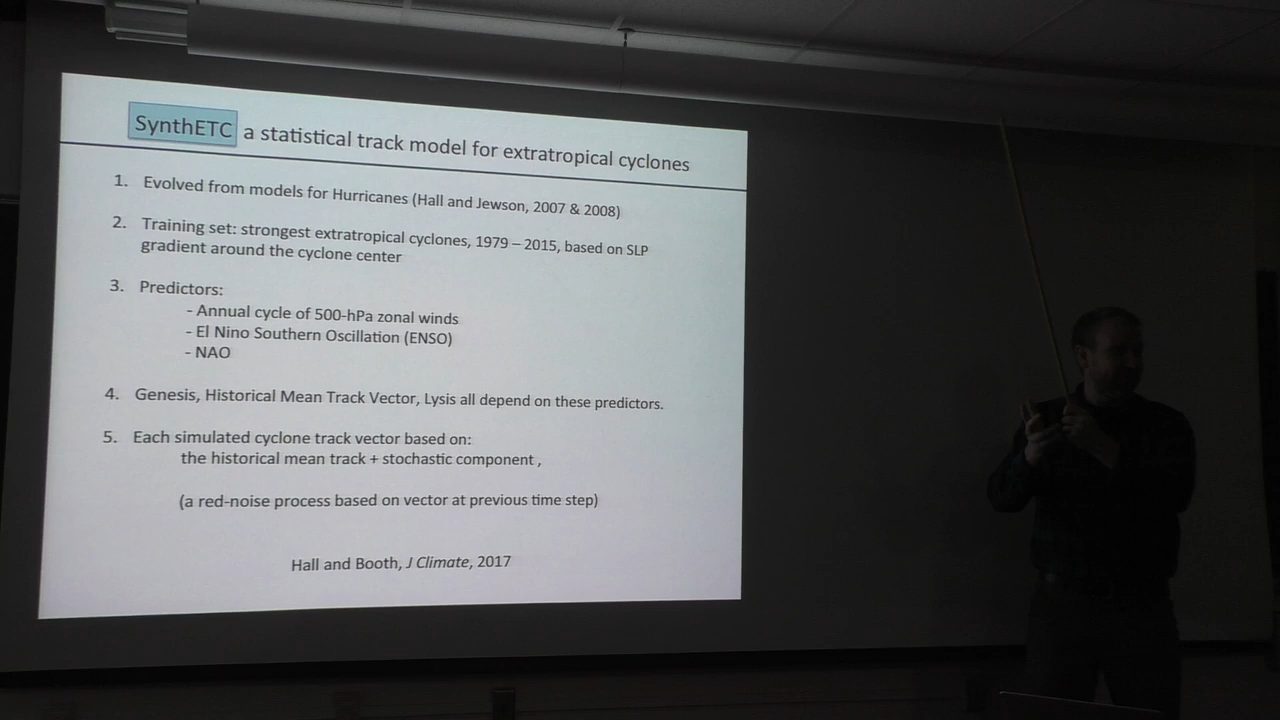 SynthETC a statistical track model for extratropical cyclones
1. Evolved from models for Hurricanes (Hall and Jewson, 2007 & 2008)
2. Training set: strongest extratropical cyclones, 1979 – 2015, based on SLP
gradient around the cyclone center
3. Predictors:
- Annual cycle of 500-hPa zonal winds
- El Nino Southern Oscillation (ENSO)
- NAO
4. Genesis, Historical Mean Track Vector, Lysis all depend on these predictors.
5. Each simulated cyclone track vector based on:
the historical mean track + stochastic component ,
(a red-noise process based on vector at previous time step)
Hall and Booth, J Climate, 2017